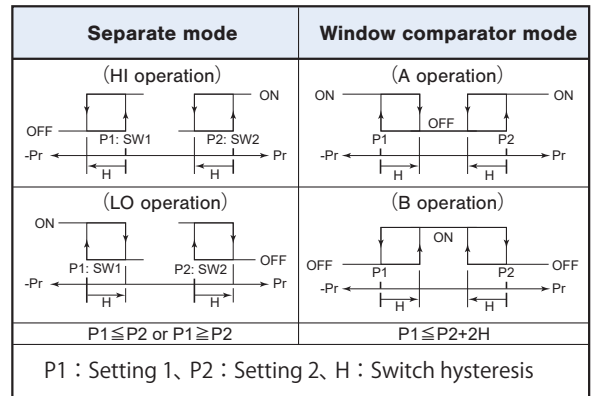 Separate mode
Window comparator mode
(HI operation)
ON
OFF
P1: SW1
P2: SW2
-Pr
Pr
H
H
(A operation)
ON
ON
OFF
P1
P2
-Pr
Pr
H
H
(LO operation)
ON
P1: SW1
P2: SW2
OFF
-Pr
Pr
H
H
(B operation)
ON
OFF
P1
P2
OFF
-Pr
Pr
H
H
P1≦P2 or P1≧P2
P1≦P2+2H
P1：Setting 1、P2：Setting 2、H：Switch hysteresis